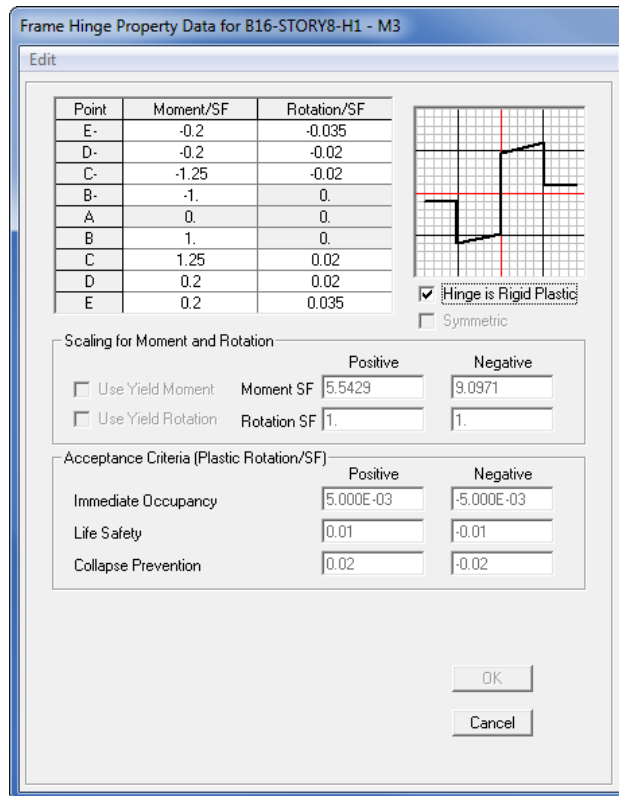 Frame Hinge Property Data for B16-STORY8-H1 - M3
Edit
Point Moment/SF Rotation/SF
E- -0.2 -0.035
D- -0.2 -0.02
C- -1.25 -0.02
B- -1. 0.
A 0. 0.
B 1. 0.
C 1.25 0.02
D 0.2 0.02
E 0.2 0.035
Hinge is Rigid Plastic
Symmetric
Scaling for Moment and Rotation
Positive Negative
Use Yield Moment Moment SF 5.5429 9.0971
Use Yield Rotation Rotation SF 1. 1.
Acceptance Criteria (Plastic Rotation/SF)
Positive Negative
Immediate Occupancy 5.000E-03 -5.000E-03
Life Safety 0.01 -0.01
Collapse Prevention 0.02 -0.02
OK
Cancel